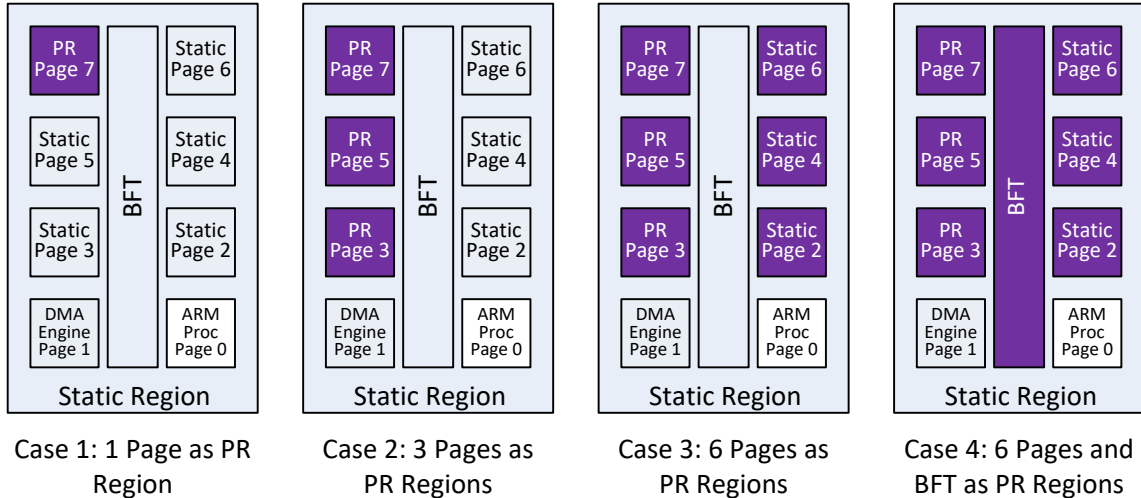 PR
Page 7
Static
Page 6
Static
Page 5
Static
Page 4
Static
Page 3
Static
Page 2
DMA
Engine
Page 1
ARM
Proc
Page 0
BFT
Static Region
Case 1: 1 Page as PR
Region
PR
Page 7
Static
Page 6
PR
Page 5
Static
Page 4
PR
Page 3
Static
Page 2
DMA
Engine
Page 1
ARM
Proc
Page 0
BFT
Static Region
Case 2: 3 Pages as
PR Regions
PR
Page 7
Static
Page 6
PR
Page 5
Static
Page 4
PR
Page 3
Static
Page 2
DMA
Engine
Page 1
ARM
Proc
Page 0
BFT
Static Region
Case 3: 6 Pages as
PR Regions
PR
Page 7
Static
Page 6
PR
Page 5
Static
Page 4
PR
Page 3
Static
Page 2
DMA
Engine
Page 1
ARM
Proc
Page 0
BFT
Static Region
Case 4: 6 Pages and
BFT as PR Regions